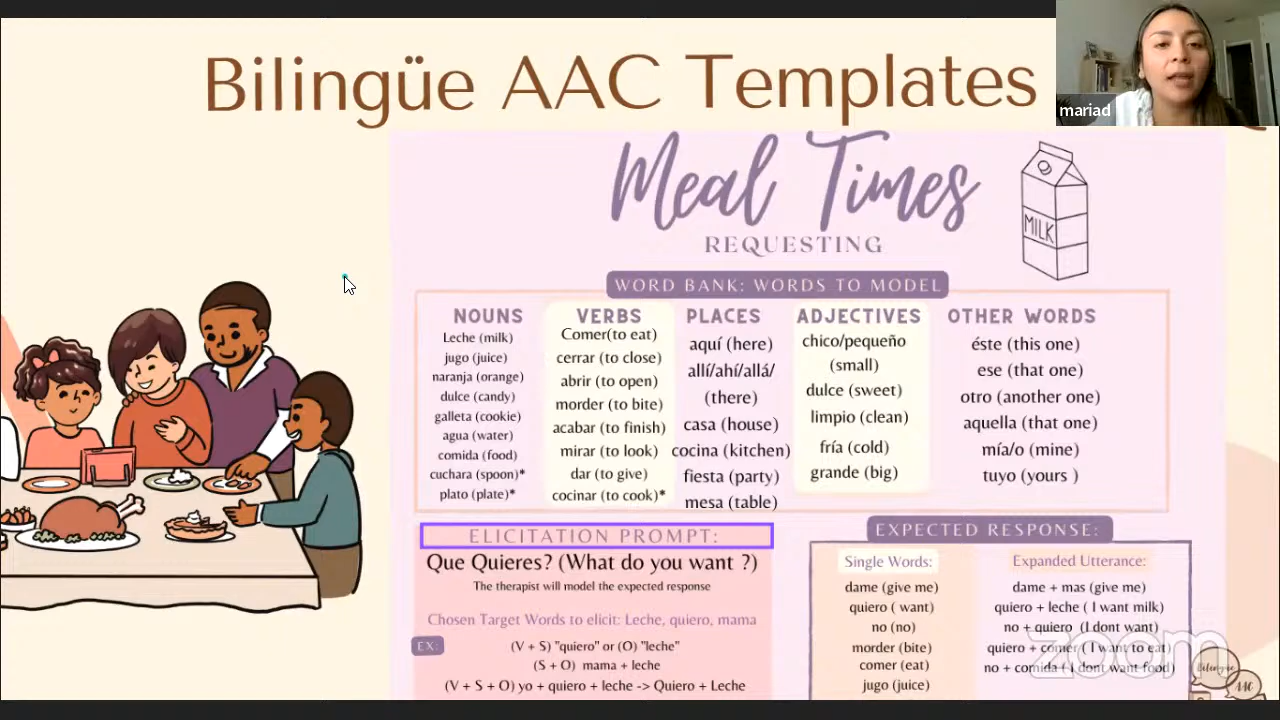 Bilingüe AAC Templates
mariad
Meal Times
REQUESTING
MILK
WORD BANK: WORDS TO MODEL
NOUNS
Leche (milk)
jugo (juice)
naranja (orange)
dulce (candy)
galleta (cookie)
agua (water)
comida (food)
cuchara (spoon)*
plato (plate)*
VERBS
Comer(to eat)
cerrar (to close)
abrir (to open)
morder (to bite)
acabar (to finish)
mirar (to look)
dar (to give)
cocinar (to cook)*
PLACES
aquí (here)
allí/ahí/allá/
(there)
casa (house)
cocina (kitchen)
fiesta (party)
mesa (table)
ADJECTIVES
chico/pequeño
(small)
dulce (sweet)
limpio (clean)
fría (cold)
grande (big)
OTHER WORDS
éste (this one)
ese (that one)
otro (another one)
aquella (that one)
mía/o (mine)
tuyo (yours )
ELICITATION PROMPT:
Que Quieres? (What do you want ?)
The therapist will model the expected response
Chosen Target Words to elicit: Leche, quiero, mama
EX:
(V + S) "quiero" or (O) "leche"
(S + O) mama + leche
(V + S + O) yo + quiero + leche -> Quiero + Leche
EXPECTED RESPONSE:
Single Words:
dame (give me)
quiero ( want)
no (no)
morder (bite)
comer (eat)
jugo (juice)
Expanded Utterance:
dame + mas (give me)
quiero + leche ( I want milk)
no + quiero (I dont want)
quiero + comer ( I want to eat)
no + comida ( I dont want food)
zoom
Bilingüe
AAC